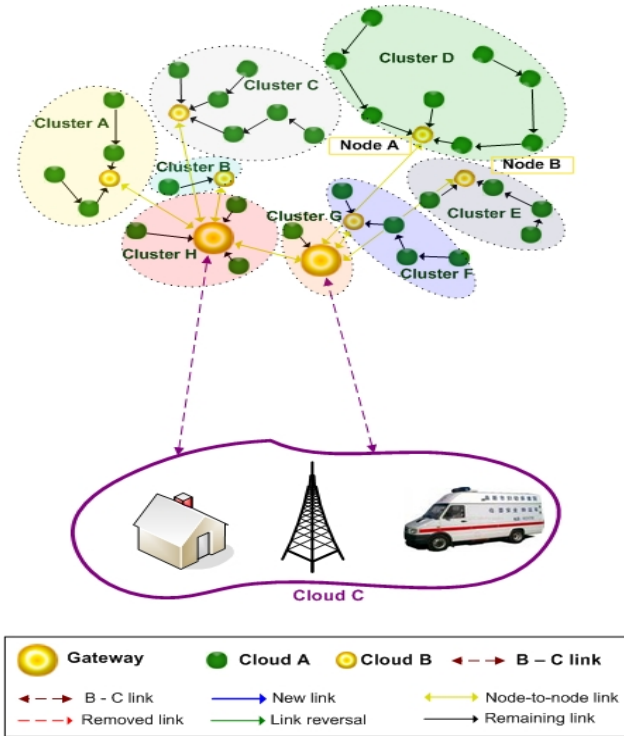 Cluster D
Cluster C
Cluster A
Node A
Node B
Cluster B
Cluster E
Cluster G
Cluster H
Cluster F
Cloud C
Gateway
Cloud A
Cloud B
B – C link
B - C link
New link
Node-to-node link
Removed link
Link reversal
Remaining link